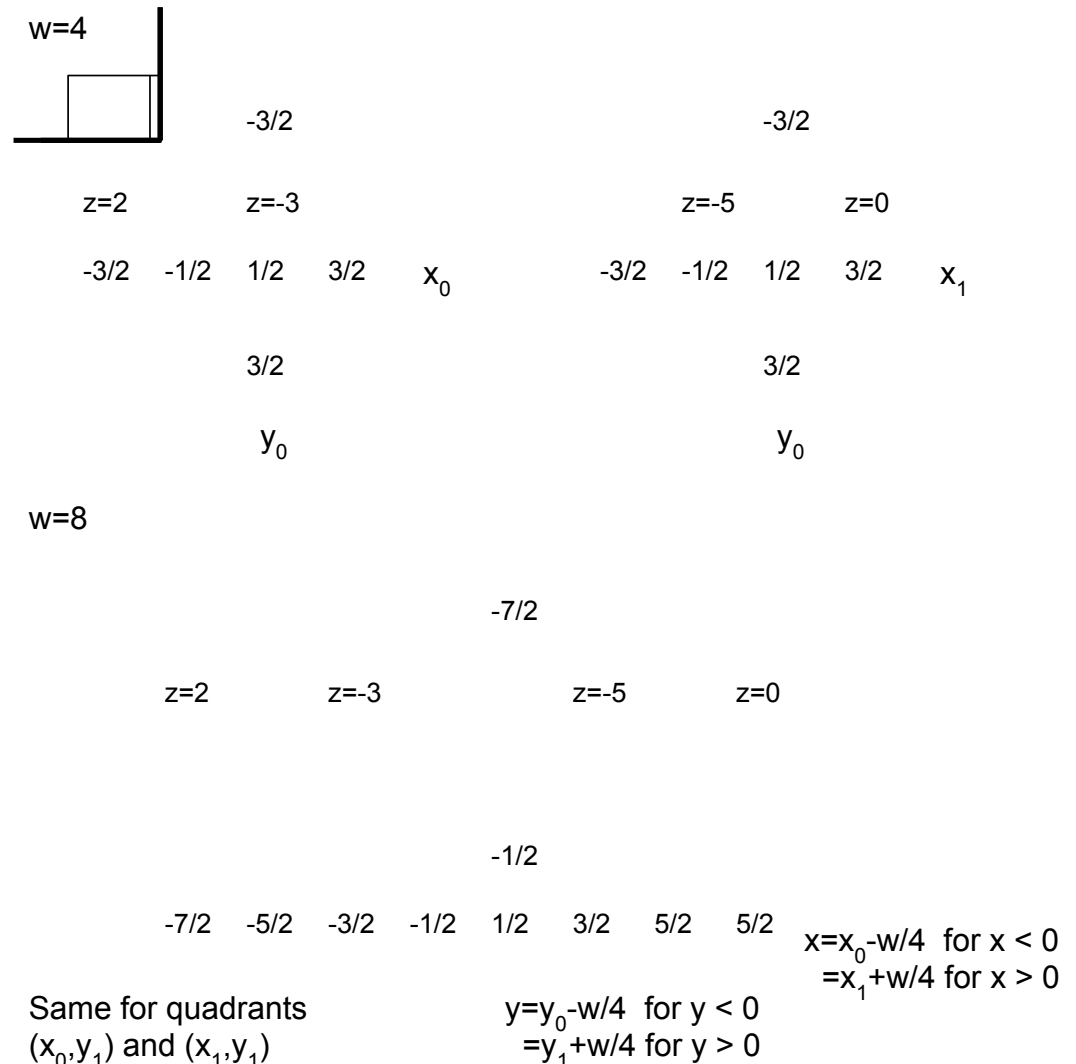 w=4
-3/2 -3/2
z=2 z=-3 z=-5 z=0
-3/2 -1/2 1/2 3/2 x₀ -3/2 -1/2 1/2 3/2 x₁
3/2 3/2
y₀ y₀
w=8
-7/2
z=2 z=-3 z=-5 z=0
-1/2
-7/2 -5/2 -3/2 -1/2 1/2 3/2 5/2 5/2
x=x₀-w/4 for x < 0
=x₁+w/4 for x > 0
Same for quadrants
(x₀,y₁) and (x₁,y₁)
y=y₀-w/4 for y < 0
=y₁+w/4 for y > 0